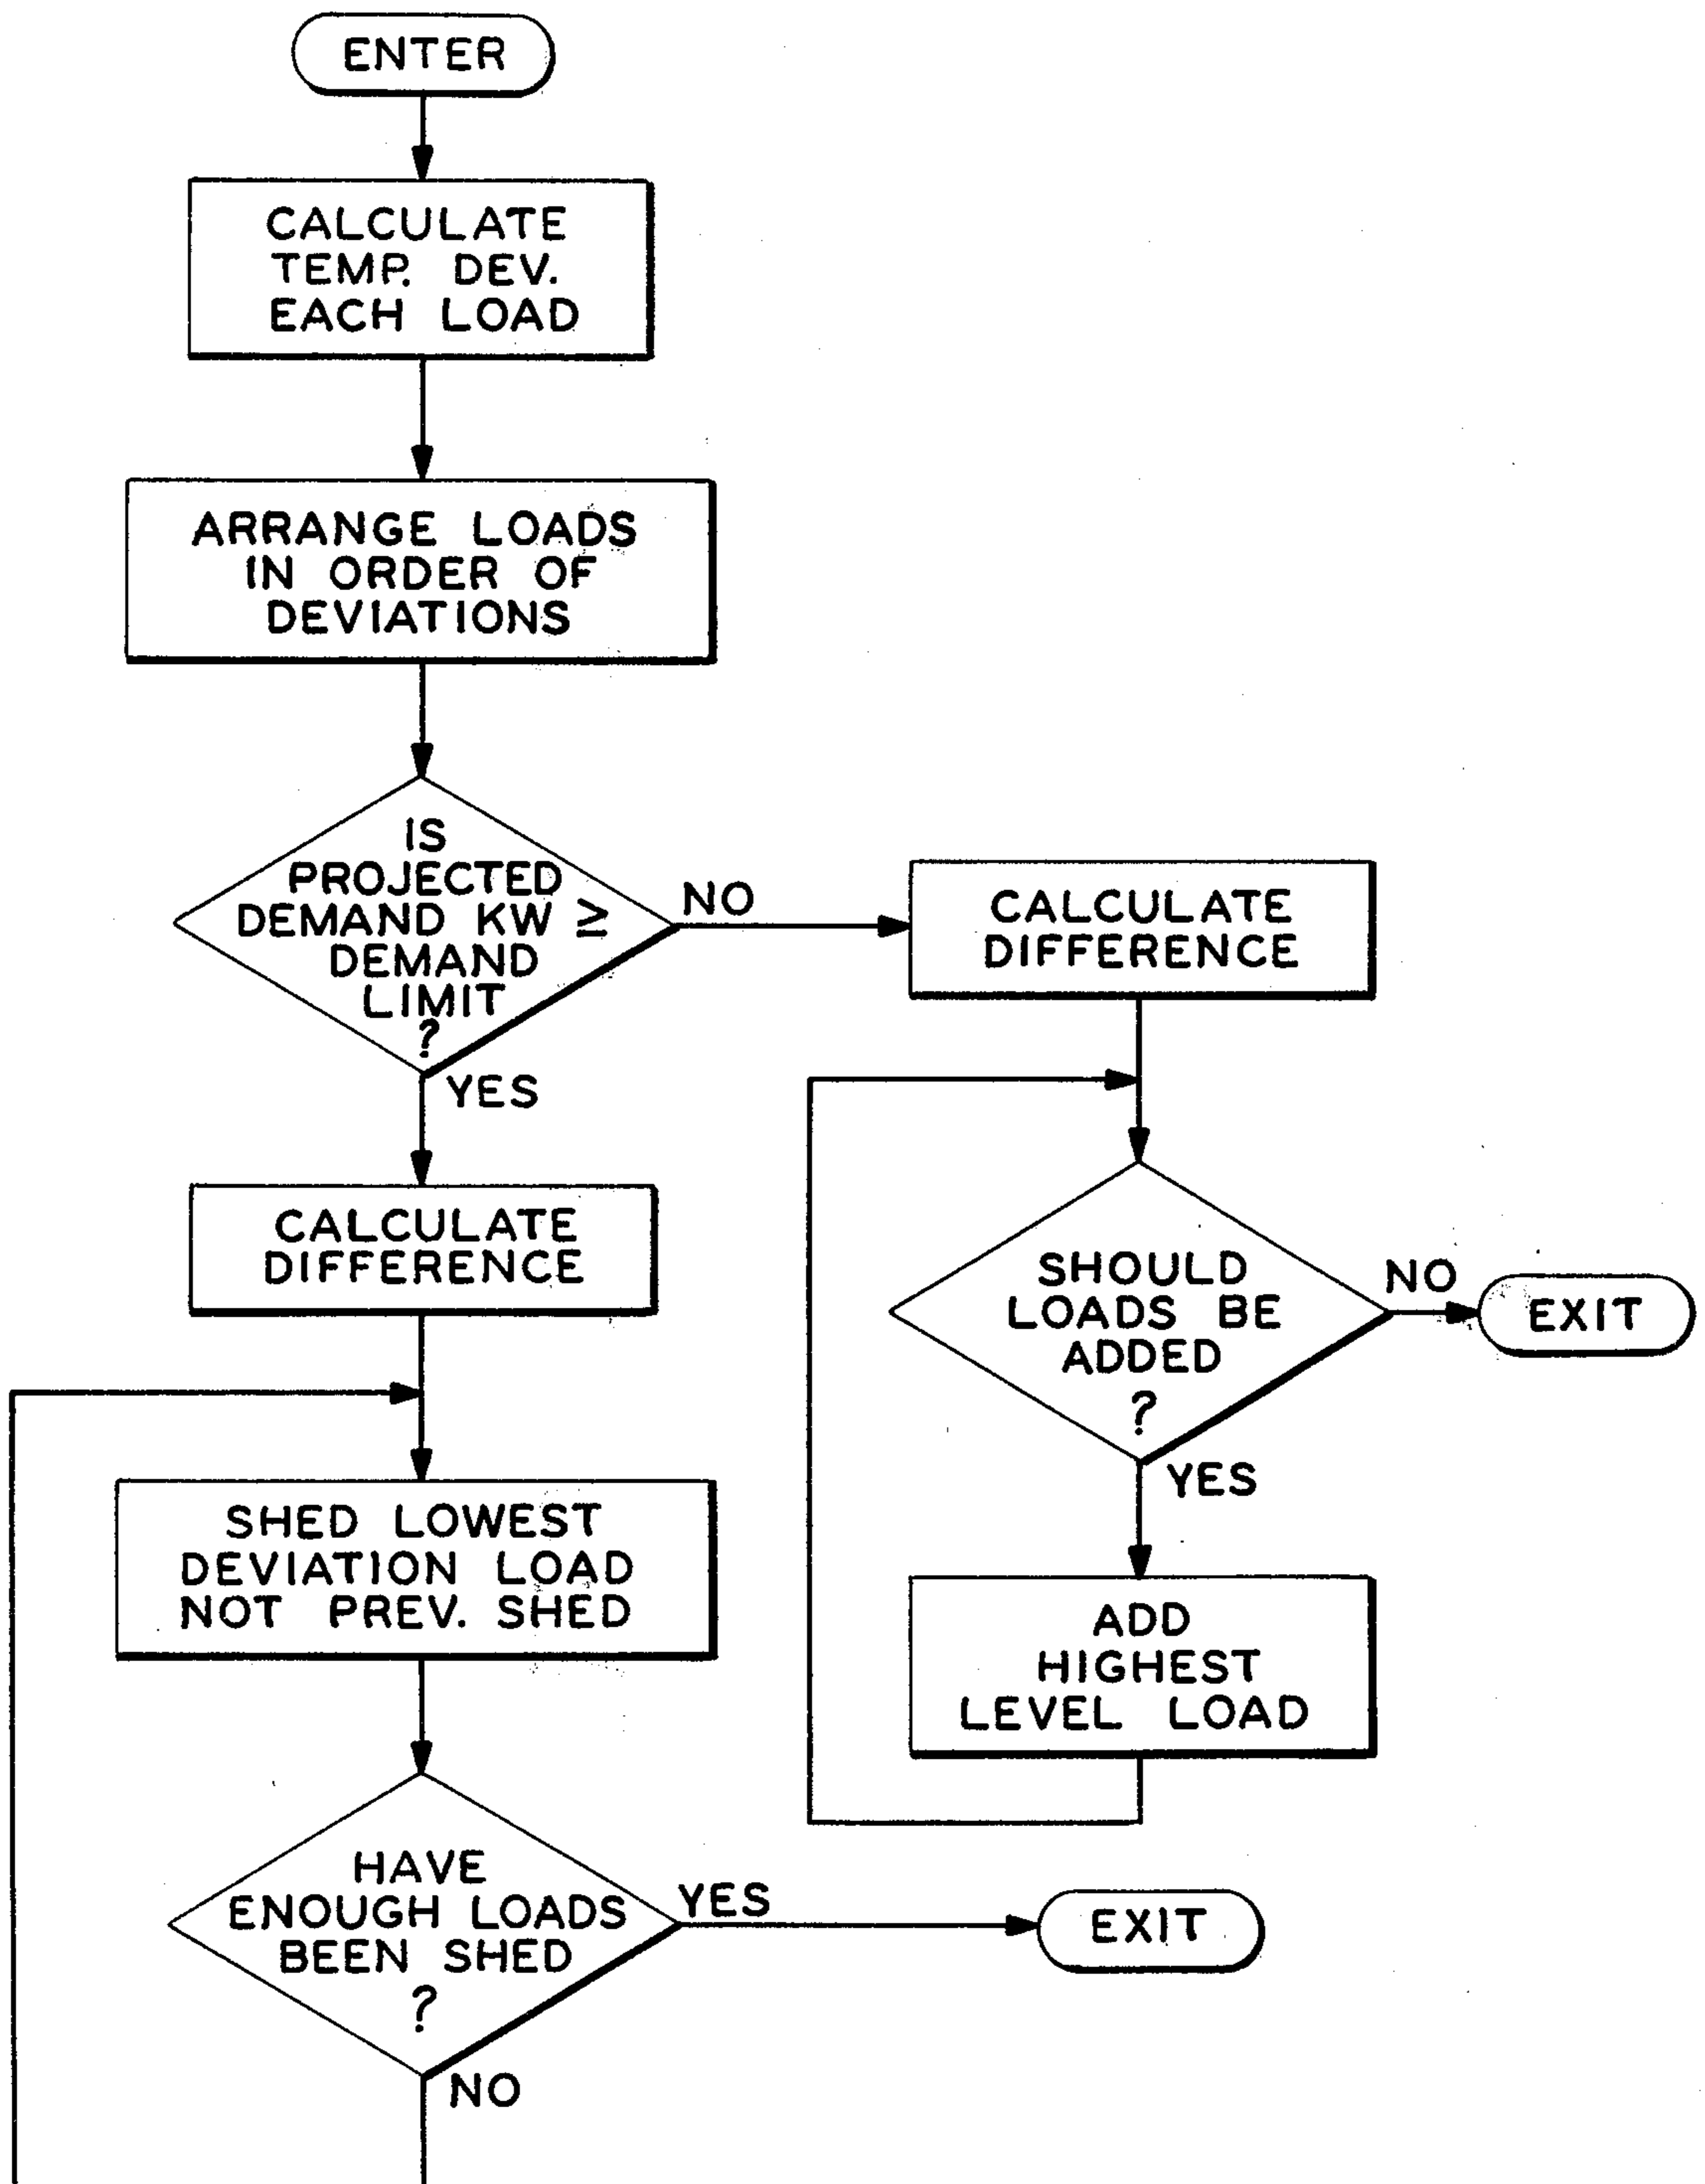 ENTER
CALCULATE
TEMP. DEV.
EACH LOAD
ARRANGE LOADS
IN ORDER OF
DEVIATIONS
IS
PROJECTED
DEMAND KW ≥
DEMAND
LIMIT
?
NO
YES
CALCULATE
DIFFERENCE
SHED LOWEST
DEVIATION LOAD
NOT PREV. SHED
HAVE
ENOUGH LOADS
BEEN SHED
?
YES
EXIT
NO
CALCULATE
DIFFERENCE
SHOULD
LOADS BE
ADDED
?
NO
EXIT
YES
ADD
HIGHEST
LEVEL LOAD